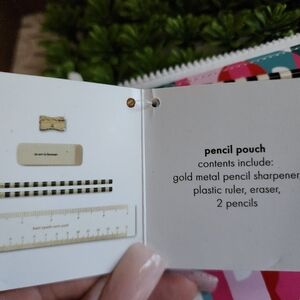 pencil pouch
contents include:
gold metal pencil sharpener
plastic ruler, eraser,
2 pencils